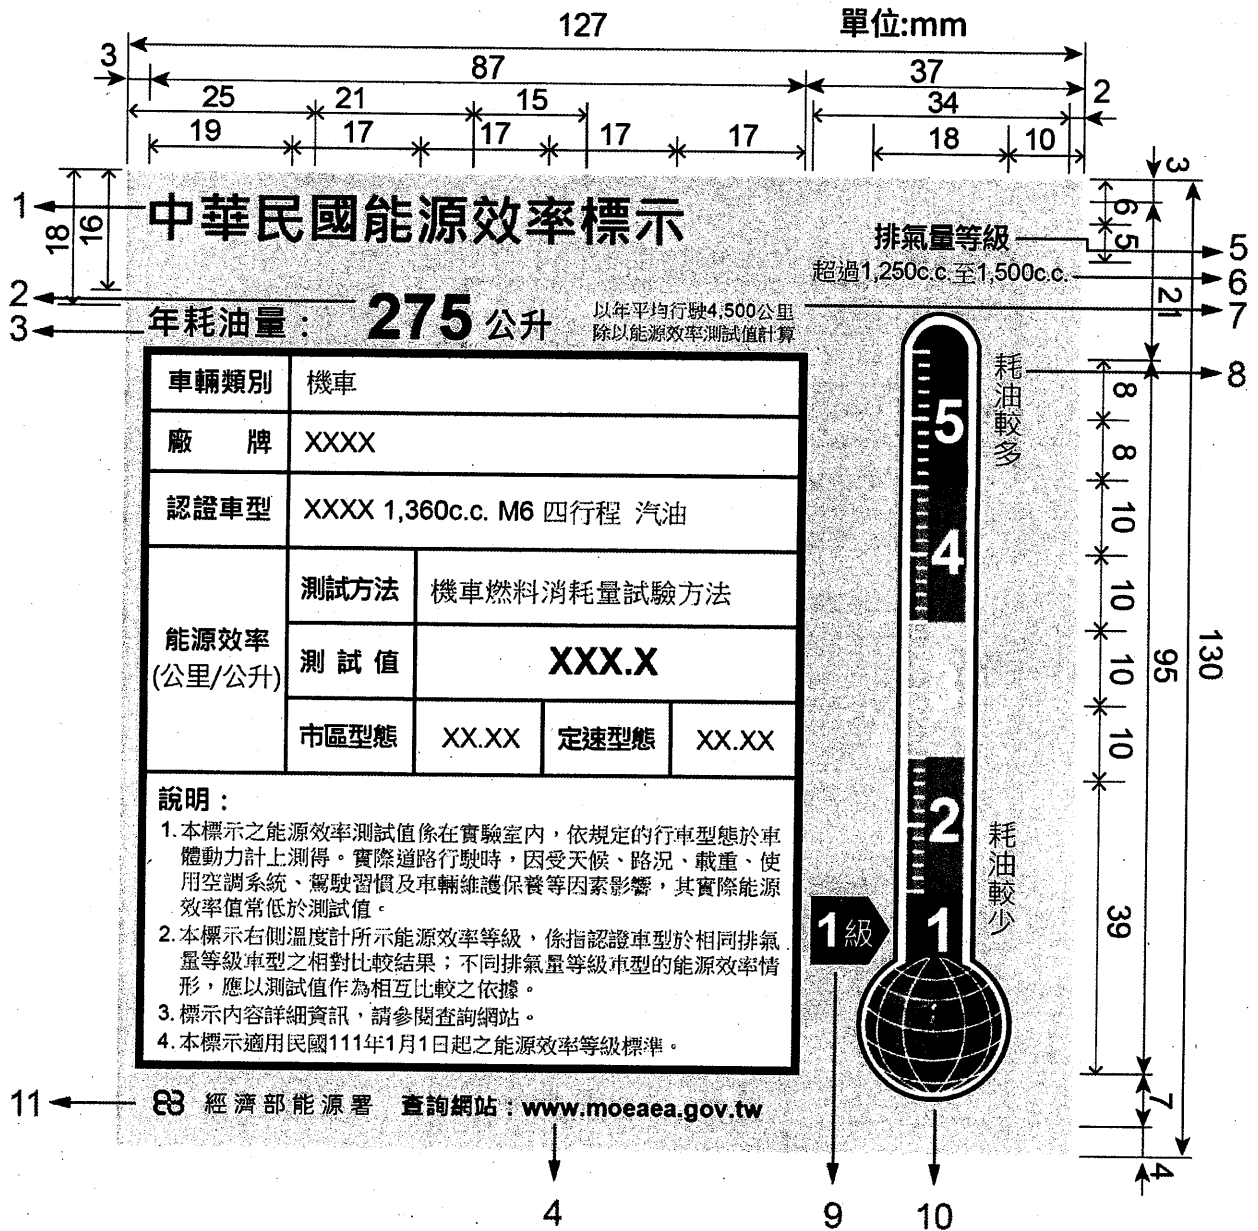 127 單位:mm
3 87 37
25 21 15 34 2
19 17 17 17 17 18 10
3
1 中華民國能源效率標示
18 16 6
排氣量等級 5 5
超過1,250c.c.至1,500c.c. 6
2 年耗油量： 275 公升 以年平均行駛4,500公里 21 7
3 除以能源效率測試值計算
耗油較多 8
車輛類別 機車
廠 牌 XXXX
認證車型 XXXX 1,360c.c. M6 四行程 汽油
能源效率
(公里/公升)
測試方法 機車燃料消耗量試驗方法
測試值 XXX.X
市區型態 XX.XX 定速型態 XX.XX
說明：
1.本標示之能源效率測試值係在實驗室內，依規定的行車型態於車
體動力計上測得。實際道路行駛時，因受天候、路況、載重、使
用空調系統、駕駛習慣及車輛維護保養等因素影響，其實際能源
效率值常低於測試值。
2.本標示右側溫度計所示能源效率等級，係指認證車型於相同排氣
量等級車型之相對比較結果；不同排氣量等級車型的能源效率情
形，應以測試值作為相互比較之依據。
3.標示內容詳細資訊，請參閱查詢網站。
4.本標示適用民國111年1月1日起之能源效率等級標準。
5
4
3
2
1
1級
耗油較少
8
8
10
10
10
10
39
95
130
7
4
11 經濟部能源署 查詢網站：www.moeaea.gov.tw
4 9 10